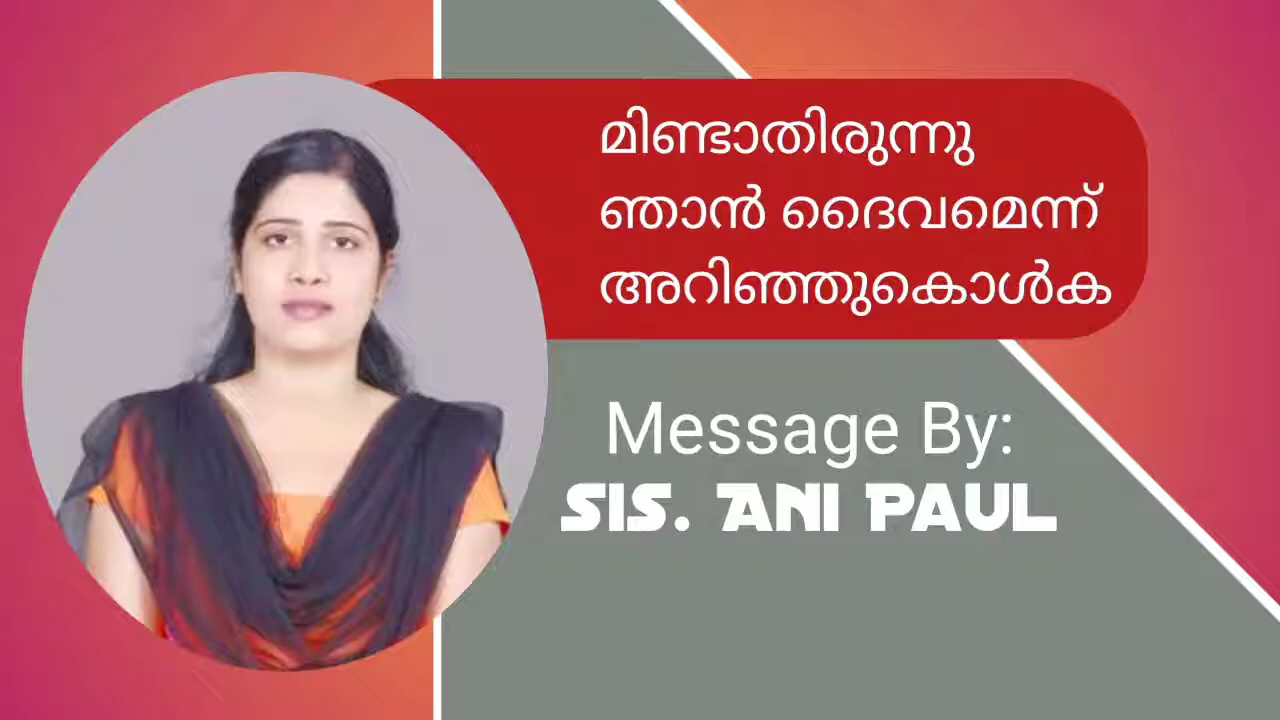 മിണ്ടാതിരുന്നു
ഞാൻ ദൈവമെന്ന്
അറിഞ്ഞുകൊൾക
Message By:
SIS. ANI PAUL